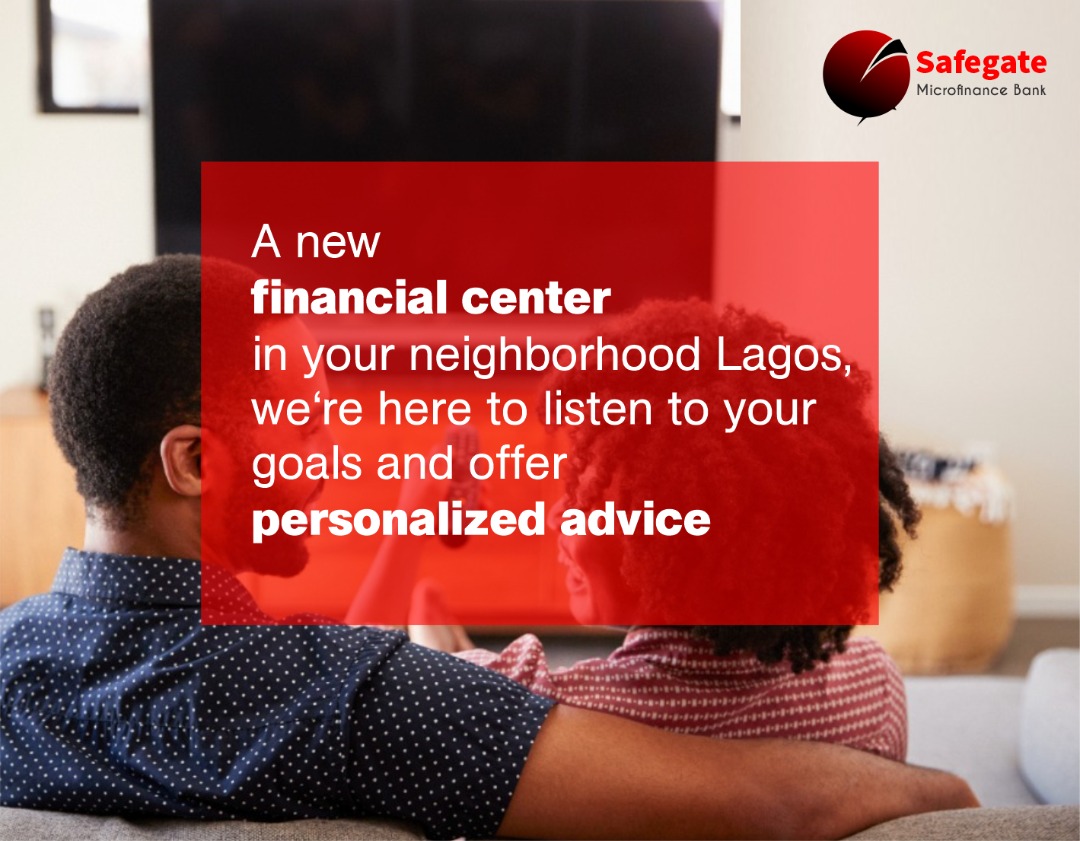 Safegate
Microfinance Bank
A new
financial center
in your neighborhood Lagos,
we‘re here to listen to your
goals and offer
personalized advice